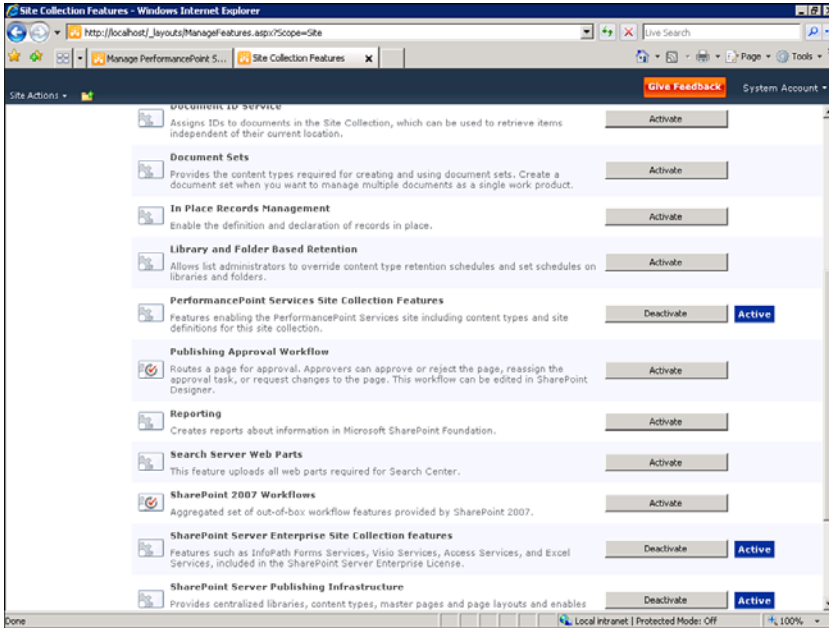 Site Collection Features - Windows Internet Explorer
http://localhost/_layouts/ManageFeatures.aspx?Scope=Site
Live Search
Manage PerformancePoint S...
Site Collection Features
Page
Tools
Site Actions
Give Feedback
System Account
Document ID Service
Assigns IDs to documents in the Site Collection, which can be used to retrieve items
independent of their current location.
Activate
Document Sets
Provides the content types required for creating and using document sets. Create a
document set when you want to manage multiple documents as a single work product.
Activate
In Place Records Management
Enable the definition and declaration of records in place.
Activate
Library and Folder Based Retention
Allows list administrators to override content type retention schedules and set schedules on
libraries and folders.
Activate
PerformancePoint Services Site Collection Features
Features enabling the PerformancePoint Services site including content types and site
definitions for this site collection.
Deactivate Active
Publishing Approval Workflow
Routes a page for approval. Approvers can approve or reject the page, reassign the
approval task, or request changes to the page. This workflow can be edited in SharePoint
Designer.
Activate
Reporting
Creates reports about information in Microsoft SharePoint Foundation.
Activate
Search Server Web Parts
This feature uploads all web parts required for Search Center.
Activate
SharePoint 2007 Workflows
Aggregated set of out-of-box workflow features provided by SharePoint 2007.
Activate
SharePoint Server Enterprise Site Collection features
Features such as InfoPath Forms Services, Visio Services, Access Services, and Excel
Services, included in the SharePoint Server Enterprise License.
Deactivate Active
SharePoint Server Publishing Infrastructure
Provides centralized libraries, content types, master pages and page layouts and enables
Deactivate Active
Done
Local intranet | Protected Mode: Off
100%